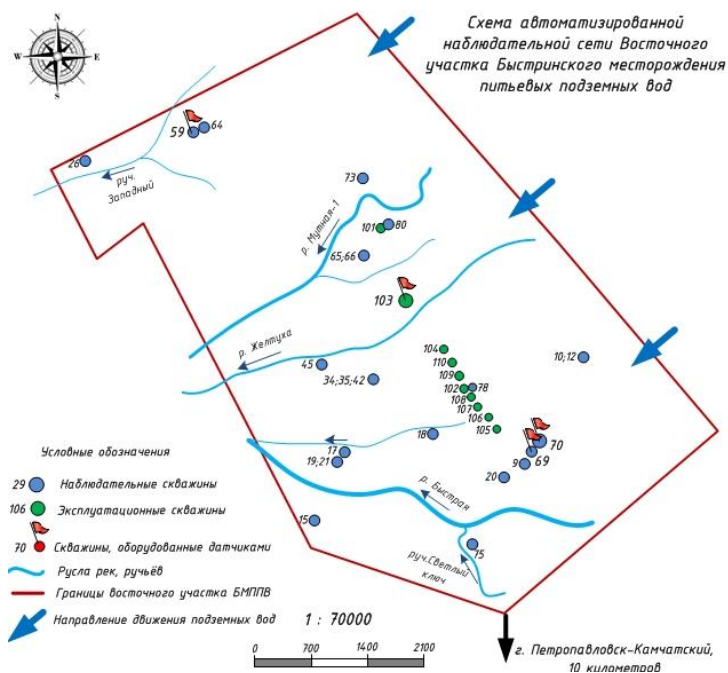 Схема автоматизированной
наблюдательной сети Восточного
участка Быстринского месторождения
питьевых подземных вод
N
W
E
S
64
59
26
руч.
Западный
73
101
80
р. Мутная-1
65;66
103
р. Желтуха
104
110
45
109
10;12
34;35;42
102
78
108
107
106
105
18
17
19;21
70
69
9
20
р. Быстрая
15
75
руч.Светлый
ключ
Условные обозначения
29 Наблюдательные скважины
106 Эксплуатационные скважины
70 Скважины, оборудованные датчиками
Русла рек, ручьёв
Границы восточного участка БМППВ
Направление движения подземных вод
1 : 70000
0 700 1400 2100
г. Петропавловск-Камчатский,
10 километров